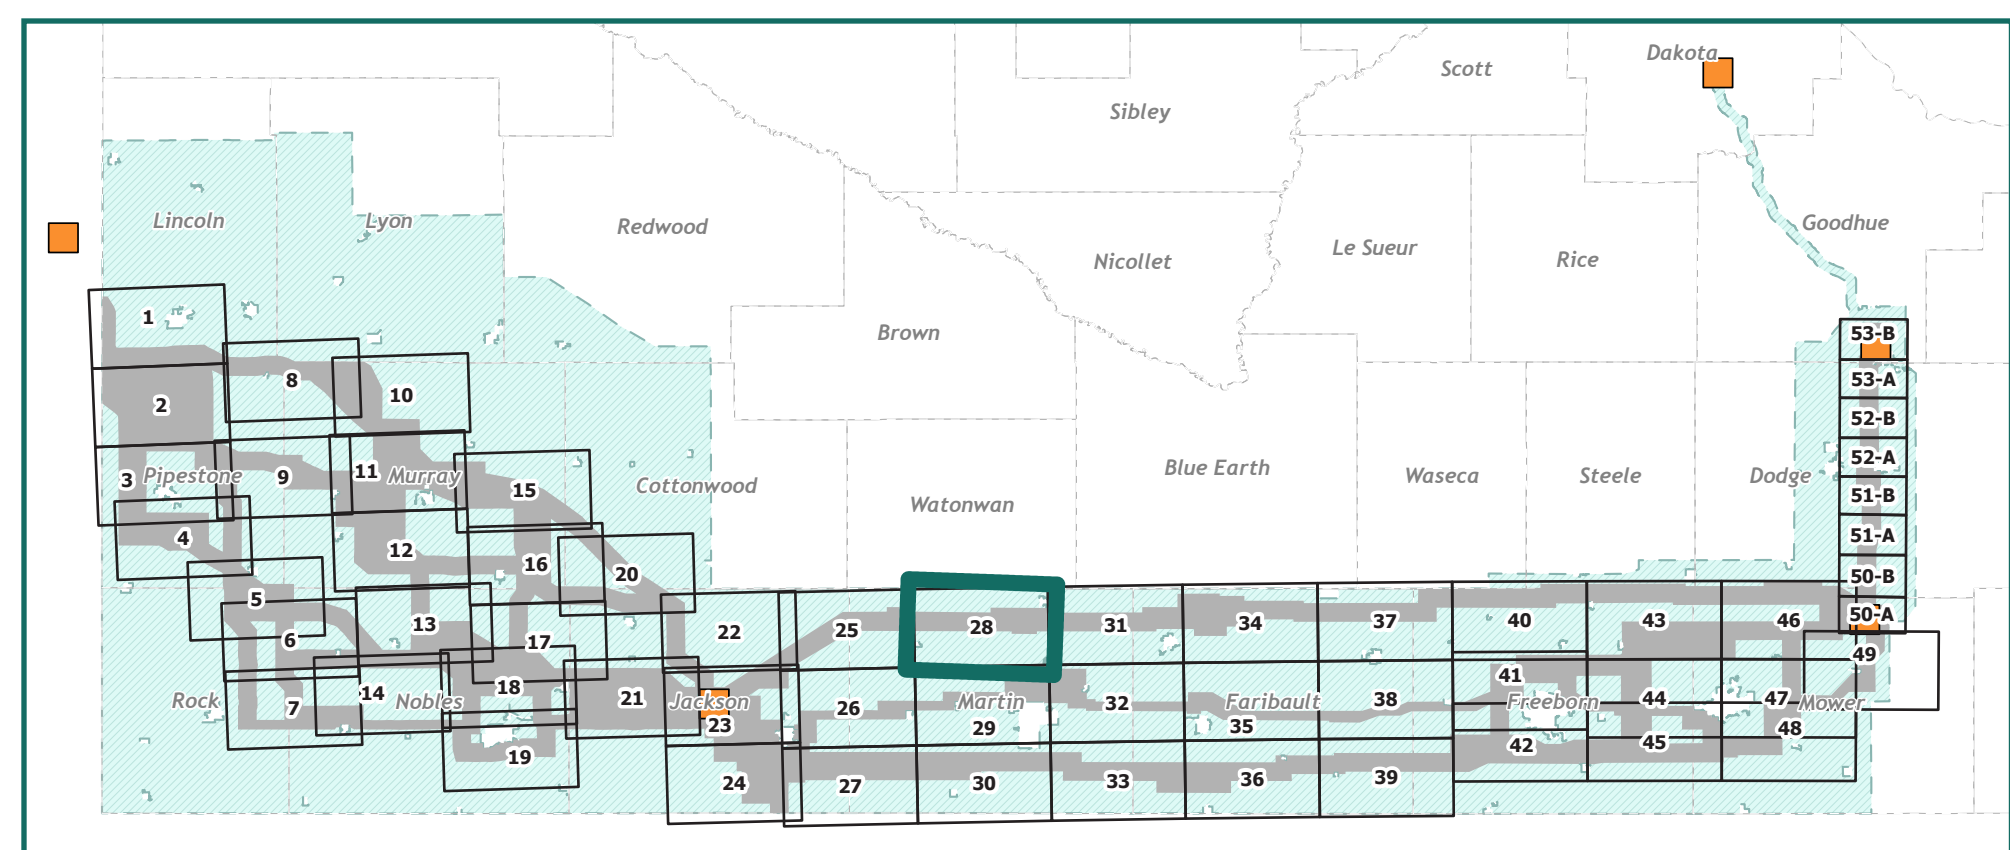 Dakota
Scott
Sibley
Lincoln
Lyon
Redwood
Goodhue
Le Sueur
Rice
Nicollet
1
Brown
53-B
8
10
53-A
2
52-B
52-A
Blue Earth
3
Pipestone
9
11
Murray
15
Cottonwood
Watonwan
Waseca
Steele
Dodge
51-B
4
51-A
12
16
20
50-B
5
6
13
17
22
25
28
31
34
37
40
43
46
50-A
49
Rock
7
14
Nobles
18
21
Jackson
23
26
Martin
29
32
Faribault
35
38
41
Freeborn
44
47
Mower
48
42
45
19
24
27
30
33
36
39